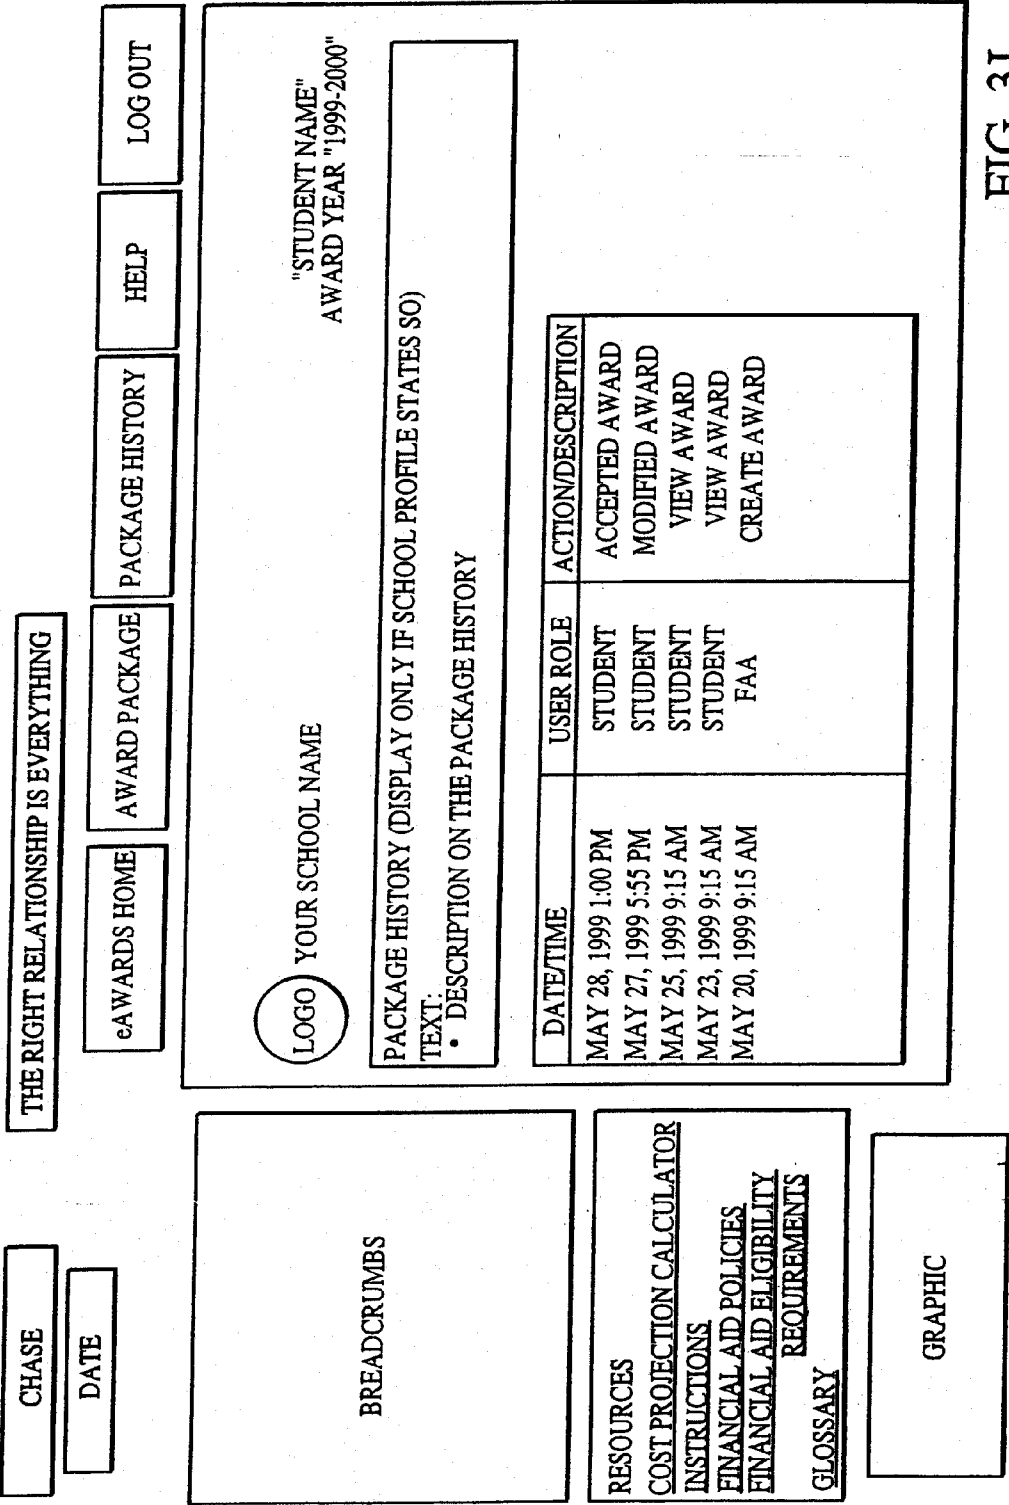 CHASE
THE RIGHT RELATIONSHIP IS EVERYTHING
DATE
eAWARDS HOME
AWARD PACKAGE
PACKAGE HISTORY
HELP
LOG OUT
BREADCRUMBS
RESOURCES
COST PROJECTION CALCULATOR
INSTRUCTIONS
FINANCIAL AID POLICIES
FINANCIAL AID ELIGIBILITY
REQUIREMENTS
GLOSSARY
GRAPHIC
LOGO YOUR SCHOOL NAME
"STUDENT NAME"
AWARD YEAR "1999-2000"
PACKAGE HISTORY (DISPLAY ONLY IF SCHOOL PROFILE STATES SO)
TEXT:
• DESCRIPTION ON THE PACKAGE HISTORY
DATE/TIME USER ROLE ACTION/DESCRIPTION
MAY 28, 1999 1:00 PM STUDENT ACCEPTED AWARD
MAY 27, 1999 5:55 PM STUDENT MODIFIED AWARD
MAY 25, 1999 9:15 AM STUDENT VIEW AWARD
MAY 23, 1999 9:15 AM STUDENT VIEW AWARD
MAY 20, 1999 9:15 AM FAA CREATE AWARD
FIG.